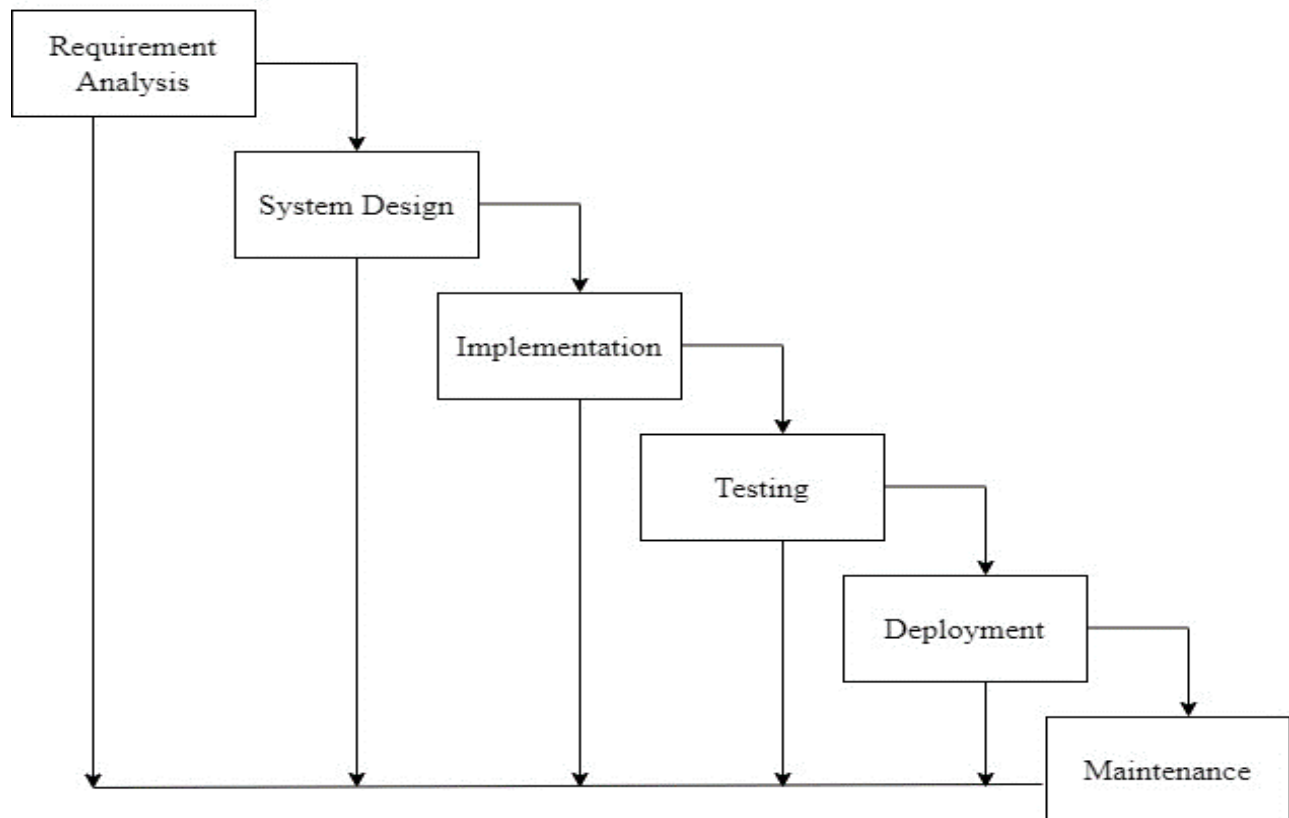 Requirement
Analysis
System Design
Implementation
Testing
Deployment
Maintenance